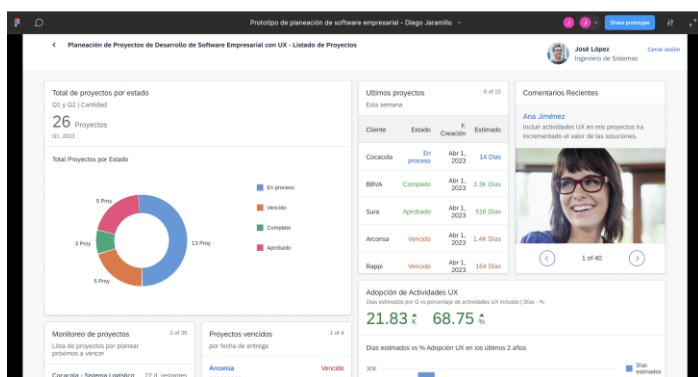 Prototipo de planeación de software empresarial - Diego Jaramillo
J
J
Share prototype
Planeación de Proyectos de Desarrollo de Software Empresarial con UX - Listado de Proyectos
José López
Ingeniero de Sistemas
Cerrar sesión
Total de proyectos por estado
Q1 y Q2 | Cantidad
26 Proyectos
Q1, 2023
Total Proyectos por Estado
5 Proy
3 Proy
13 Proy
5 Proy
En proceso
Vencido
Completo
Aprobado
Ultimos proyectos
6 of 15
Esta semana
Cliente Estado F. Creación Estimado
Cocacola En proceso Abr 1, 2023 14 Días
BBVA Completo Abr 1, 2023 3.3K Días
Sura Aprobado Abr 1, 2023 516 Días
Arconsa Vencido Abr 1, 2023 1.4K Días
Rappi Vencido Abr 1, 2023 164 Días
Comentarios Recientes
Ana Jiménez
Incluir actividades UX en mis proyectos ha
incrementado el valor de las soluciones.
1 of 40
Adopción de Actividades UX
Días estimados por Q vs porcentaje de actividades UX incluido | Días - %
21.83 K 68.75 %
Días estimados vs % Adopción UX en los últimos 2 años
30K
Días
estimados
Monitoreo de proyectos
2 of 35
Lista de proyectos por planear
próximos a vencer
Cocacola - Sistema Logístico 22 d. restantes
Proyectos vencidos
1 of 4
por fecha de entrega
Arconsa Vencido